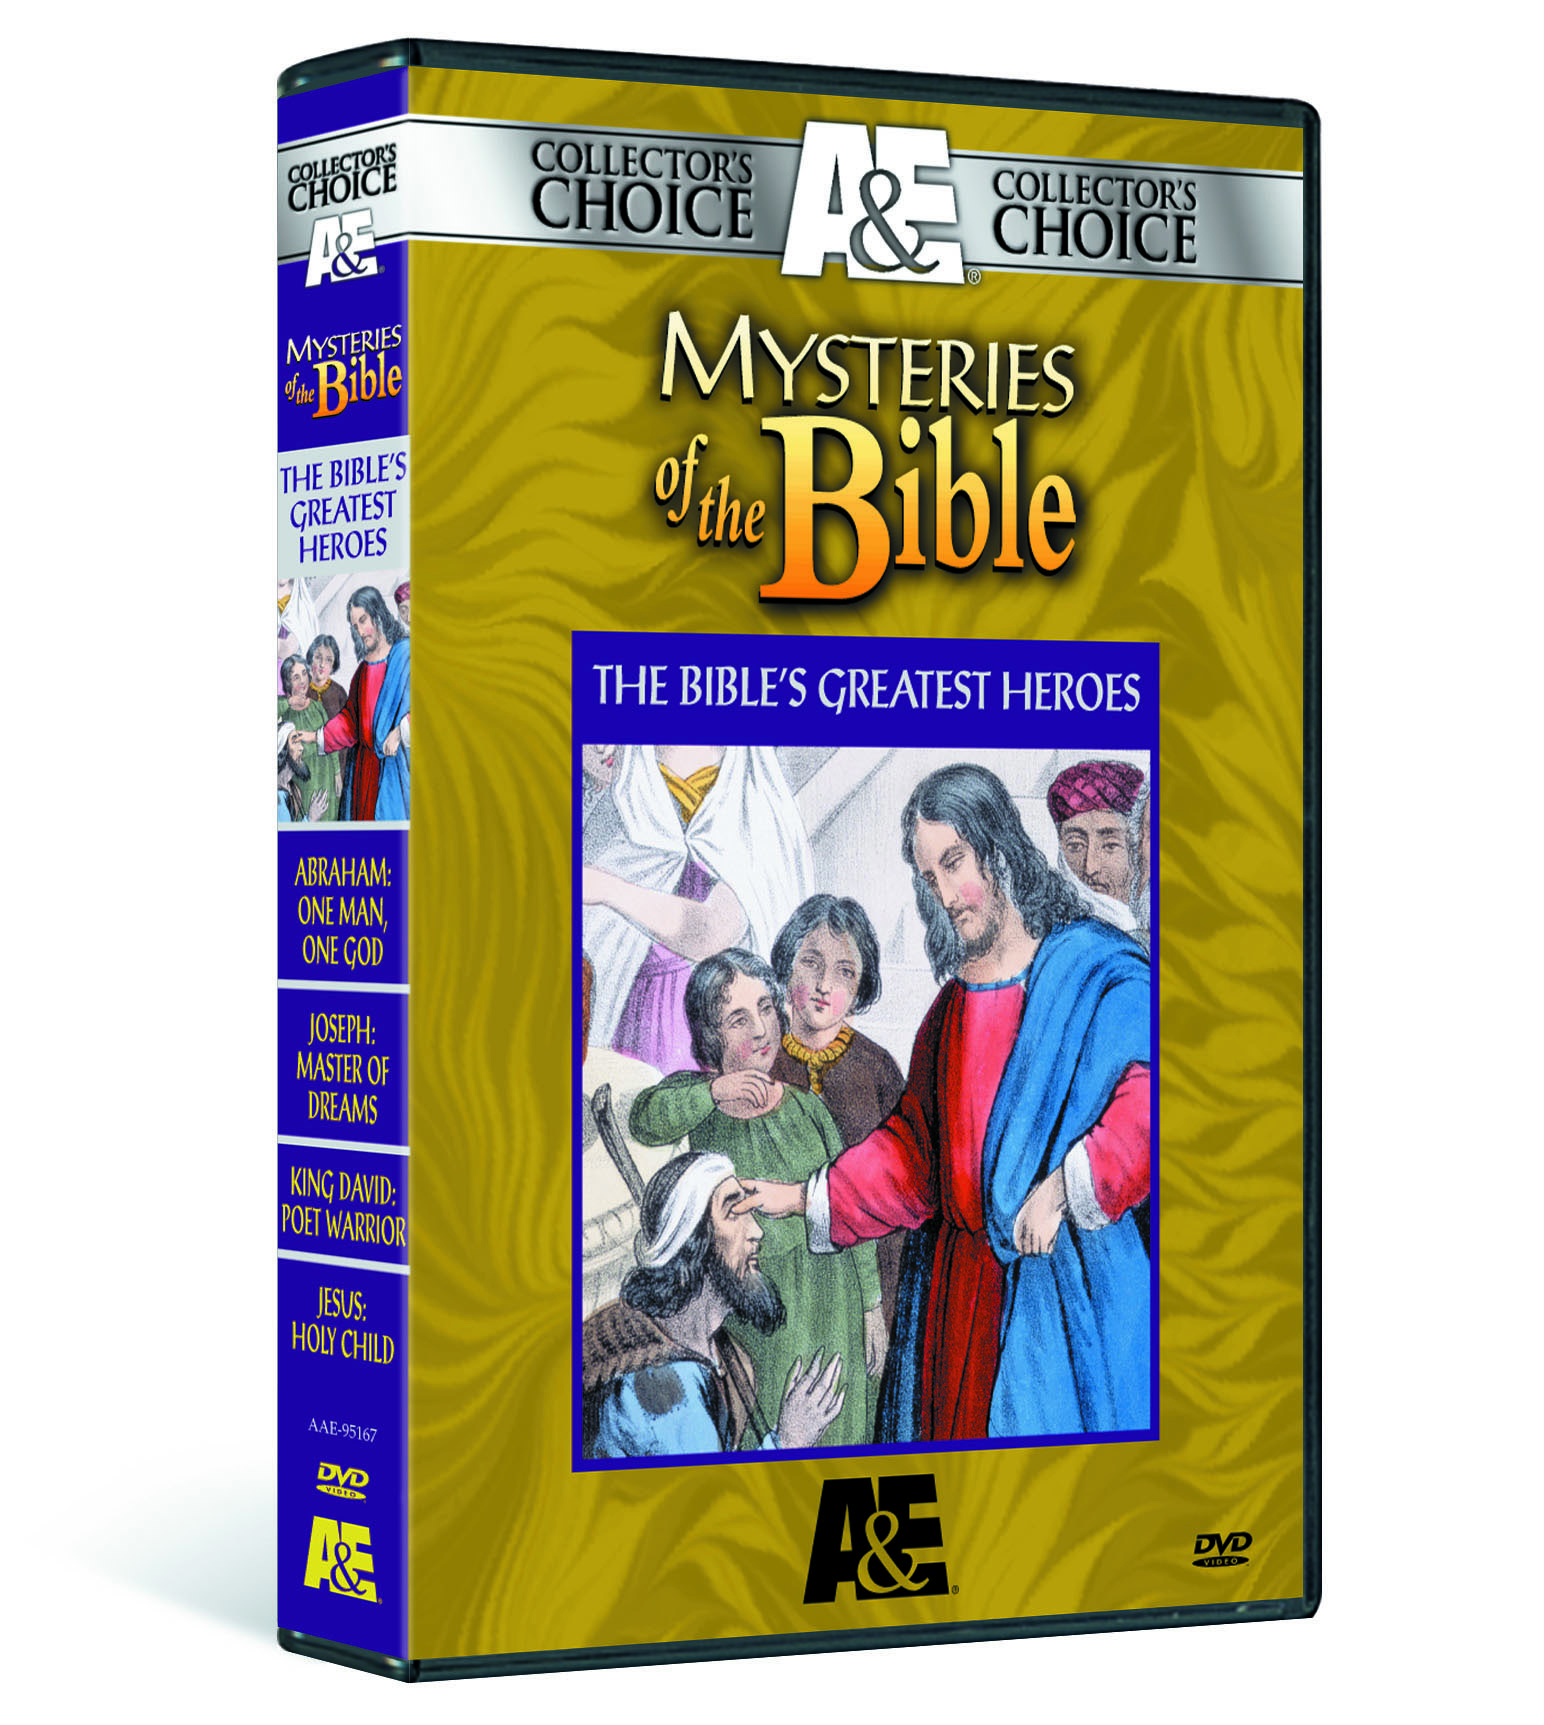 COLLECTOR'S
CHOICE
A&E®
MYSTERIES
of the Bible
THE BIBLE'S
GREATEST
HEROES
ABRAHAM:
ONE MAN,
ONE GOD
JOSEPH:
MASTER OF
DREAMS
KING DAVID:
POET WARRIOR
JESUS:
HOLY CHILD
AAE-95167
DVD
VIDEO
A&E®
COLLECTOR'S
CHOICE
A&E®
COLLECTOR'S
CHOICE
MYSTERIES
of the Bible
THE BIBLE'S GREATEST HEROES
A&E®
DVD
VIDEO